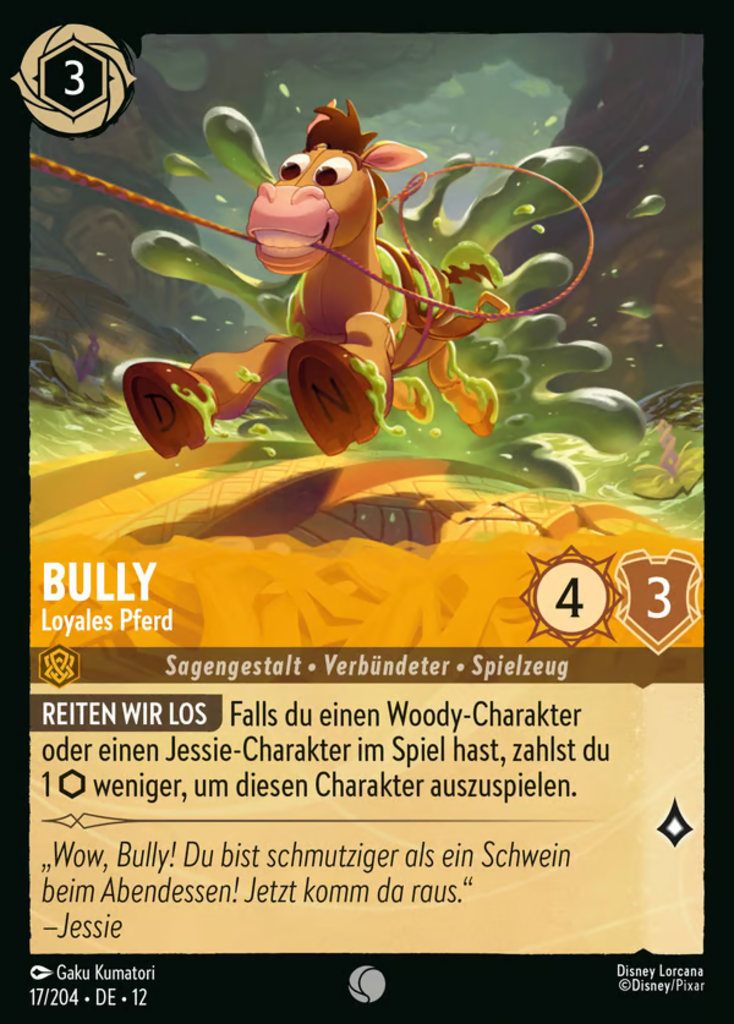 3
D N
BULLY
Loyales Pferd
4 3
Sagengestalt • Verbündeter • Spielzeug
REITEN WIR LOS Falls du einen Woody-Charakter
oder einen Jessie-Charakter im Spiel hast, zahlst du
1 ⬡ weniger, um diesen Charakter auszuspielen.
„Wow, Bully! Du bist schmutziger als ein Schwein
beim Abendessen! Jetzt komm da raus.“
–Jessie
Gaku Kumatori
17/204 • DE • 12
Disney Lorcana
©Disney/Pixar